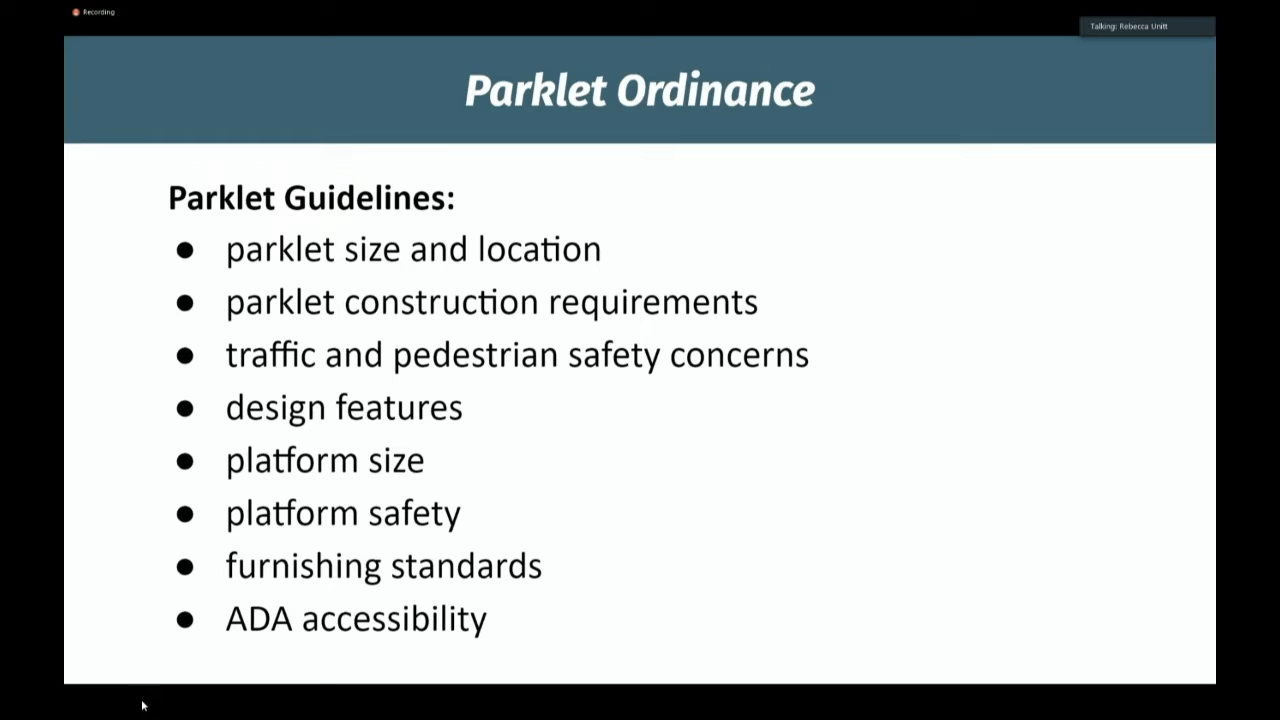 Recording
Talking: Rebecca Unitt
Parklet Ordinance
Parklet Guidelines:
● parklet size and location
● parklet construction requirements
● traffic and pedestrian safety concerns
● design features
● platform size
● platform safety
● furnishing standards
● ADA accessibility